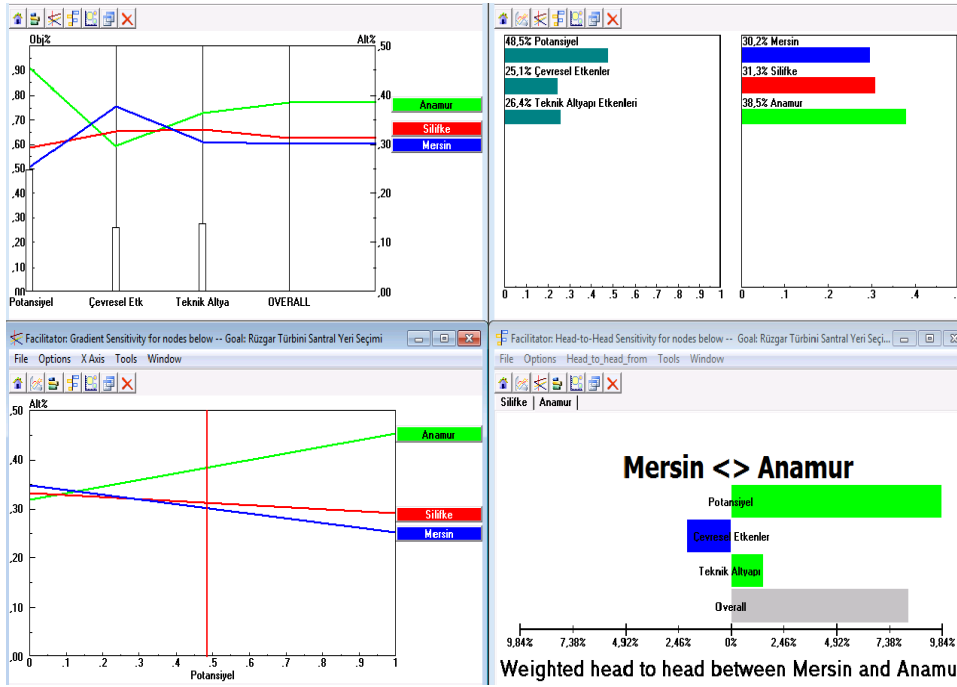 Obj%
Alt%
,50
,90
,80
,70
,60
,50
,40
,30
,20
,10
,00
,40
,30
,20
,10
,00
Anamur
Silifke
Mersin
Potansiyel
Çevresel Etk
Teknik Altya
OVERALL
48,5% Potansiyel
25,1% Çevresel Etkenler
26,4% Teknik Altyapı Etkenleri
0 .1 .2 .3 .4 .5 .6 .7 .8 .9 1
30,2% Mersin
31,3% Silifke
38,5% Anamur
0 .1 .2 .3 .4 .5
Facilitator: Gradient Sensitivity for nodes below -- Goal: Rüzgar Türbini Santral Yeri Seçimi
File Options X Axis Tools Window
Alt%
,50
,40
,30
,20
,10
,00
Anamur
Silifke
Mersin
0 .1 .2 .3 .4 .5 .6 .7 .8 .9 1
Potansiyel
Facilitator: Head-to-Head Sensitivity for nodes below -- Goal: Rüzgar Türbini Santral Yeri Seçi...
File Options Head_to_head_from Tools Window
Silifke Anamur
Mersin <> Anamur
Potansiyel
Çevresel Etkenler
Teknik Altyapı
Overall
9,84% 7,38% 4,92% 2,46% 0% 2,46% 4,92% 7,38% 9,84%
Weighted head to head between Mersin and Anamu